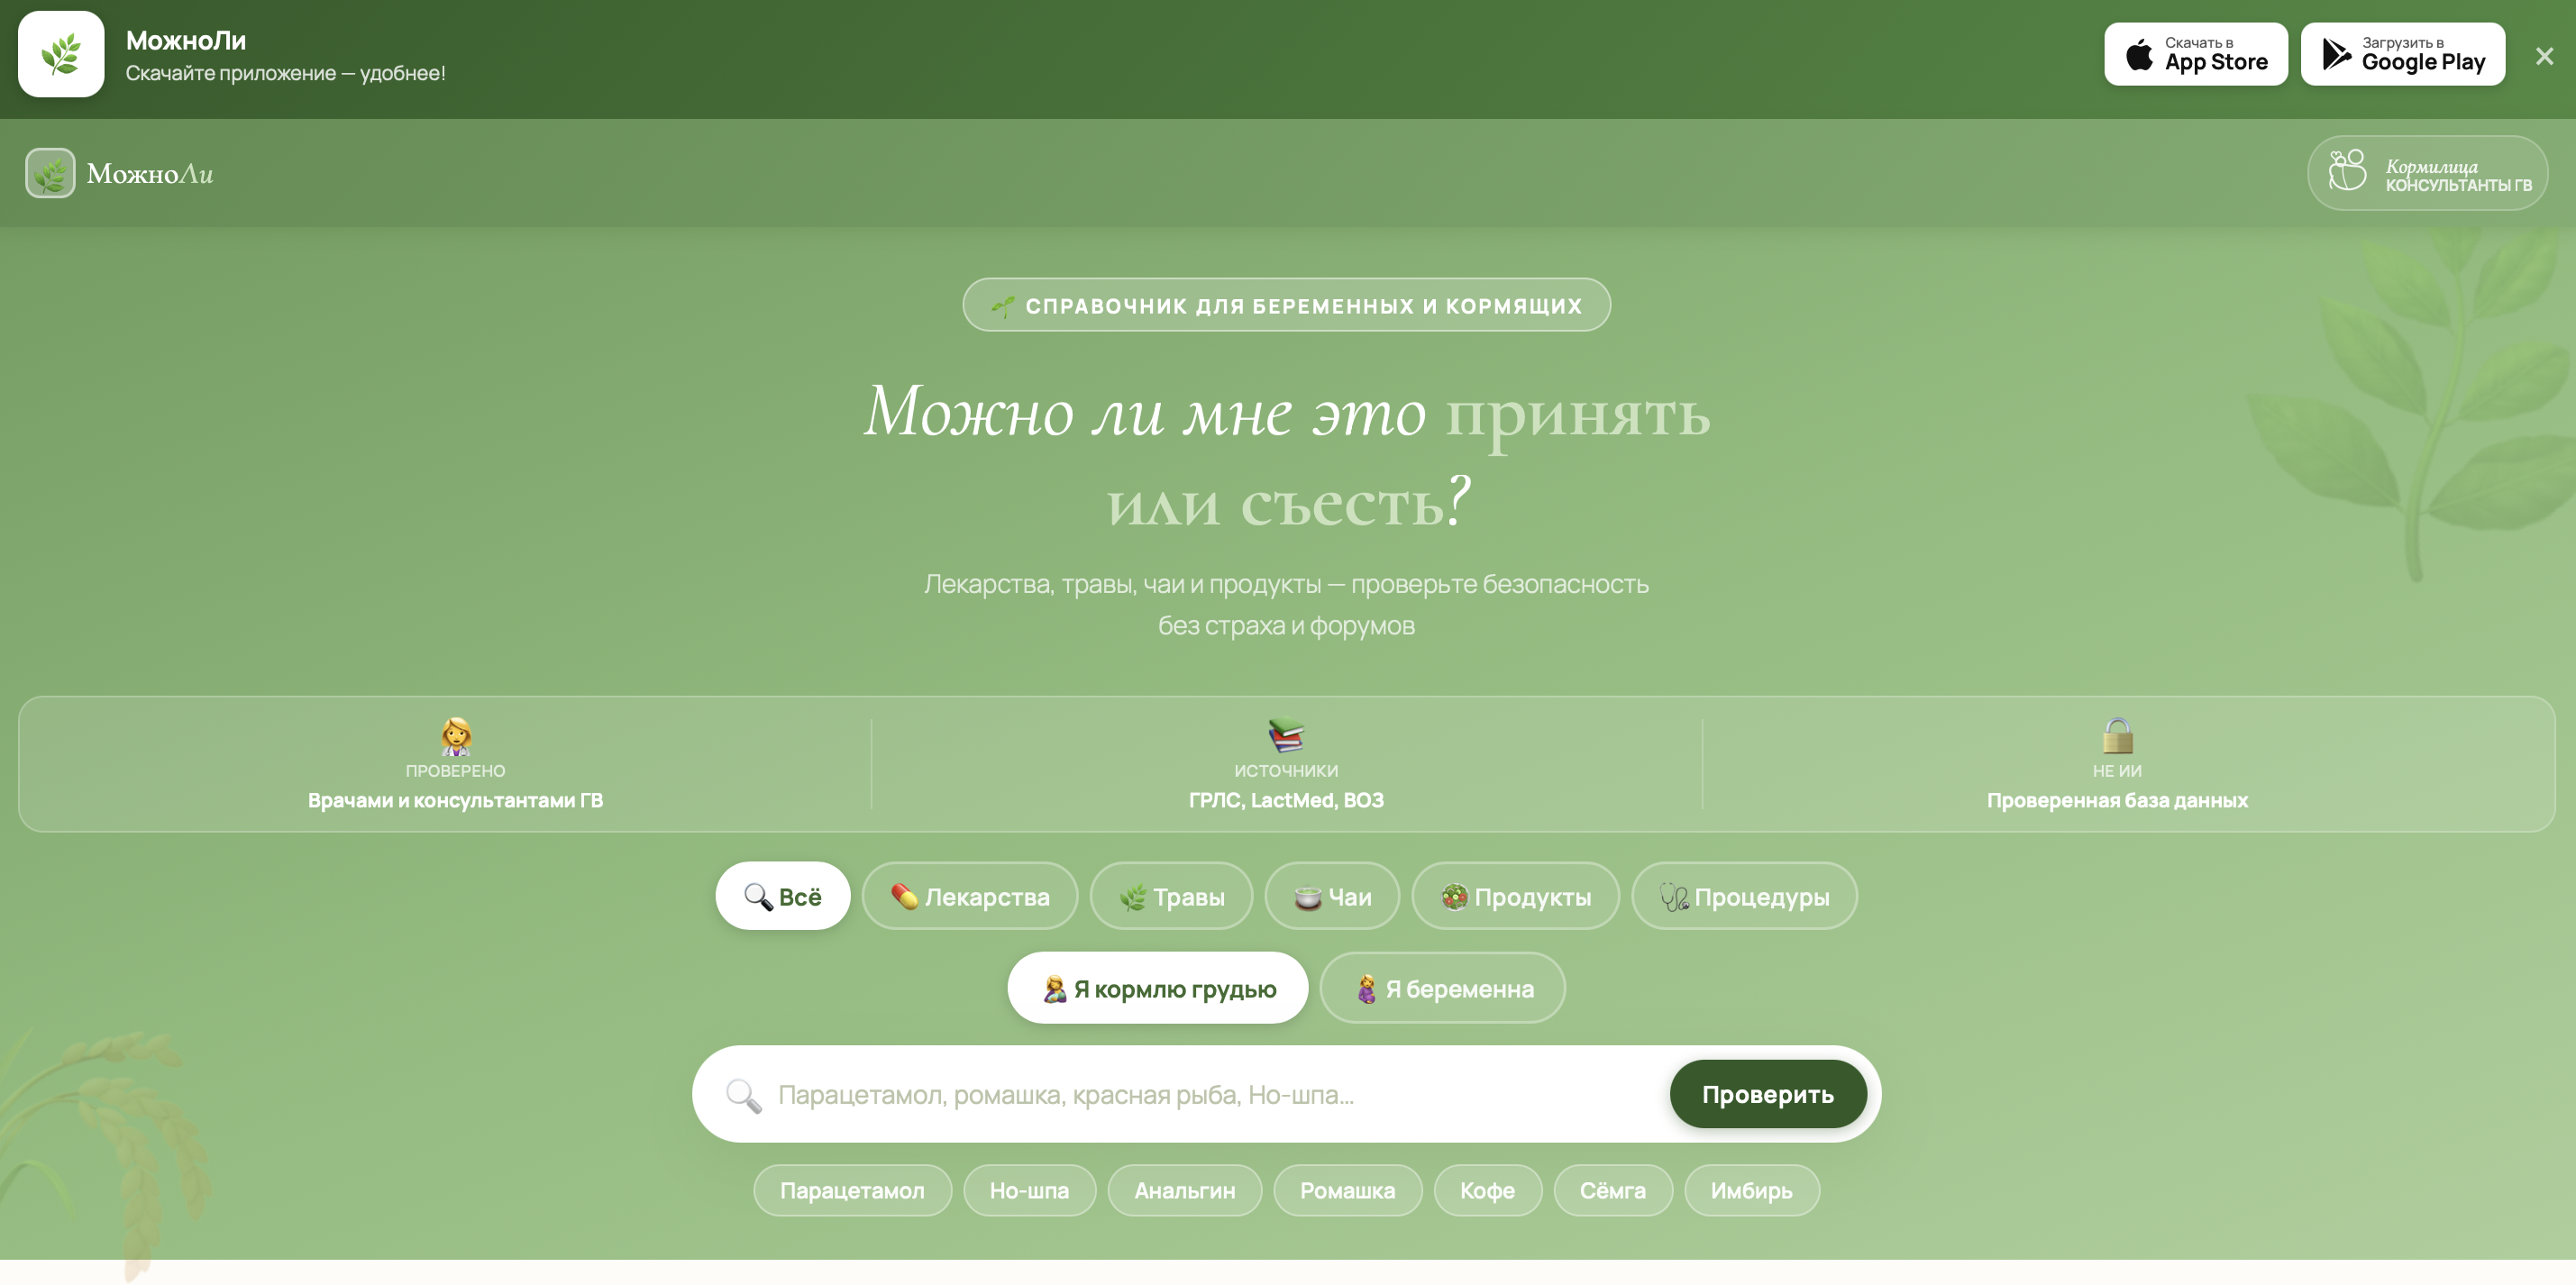 МожноЛи
Скачайте приложение — удобнее!
Скачать в
App Store
Загрузить в
Google Play
МожноЛи
Кормилица
КОНСУЛЬТАНТЫ ГВ
СПРАВОЧНИК ДЛЯ БЕРЕМЕННЫХ И КОРМЯЩИХ
Можно ли мне это принять
или съесть?
Лекарства, травы, чаи и продукты — проверьте безопасность
без страха и форумов
ПРОВЕРЕНО
Врачами и консультантами ГВ
ИСТОЧНИКИ
ГРЛС, LactMed, ВОЗ
НЕ ИИ
Проверенная база данных
Всё
Лекарства
Травы
Чаи
Продукты
Процедуры
Я кормлю грудью
Я беременна
Парацетамол, ромашка, красная рыба, Но-шпа...
Проверить
Парацетамол
Но-шпа
Анальгин
Ромашка
Кофе
Сёмга
Имбирь